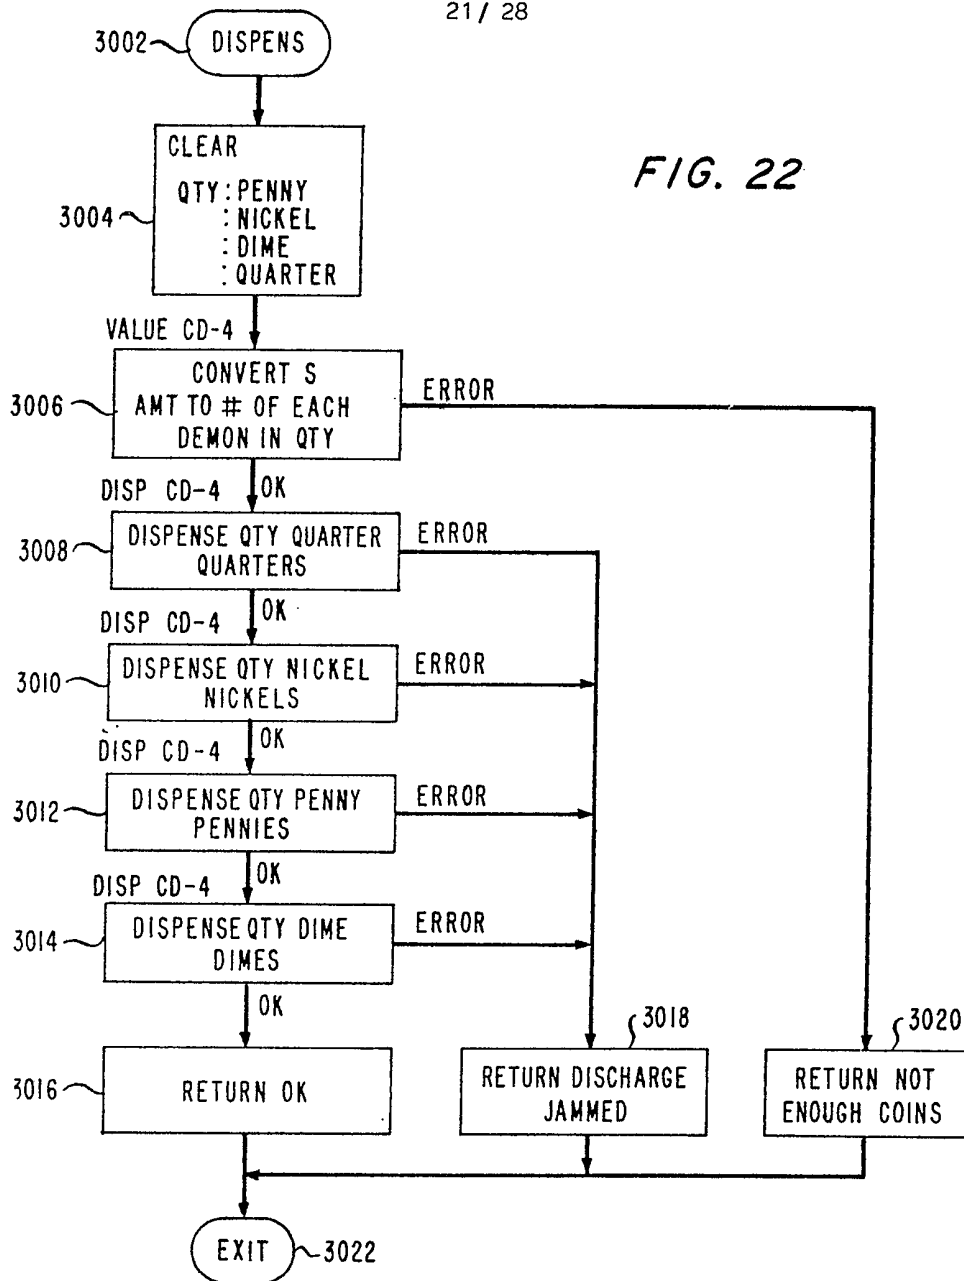 21/ 28
3002
DISPENS
FIG. 22
CLEAR
QTY:PENNY
:NICKEL
:DIME
:QUARTER
3004
VALUE CD-4
CONVERT S
AMT TO # OF EACH
DEMON IN QTY
3006
ERROR
DISP CD-4
OK
DISPENSE QTY QUARTER
QUARTERS
3008
ERROR
DISP CD-4
OK
DISPENSE QTY NICKEL
NICKELS
3010
ERROR
DISP CD-4
OK
DISPENSE QTY PENNY
PENNIES
3012
ERROR
DISP CD-4
OK
DISPENSE QTY DIME
DIMES
3014
ERROR
OK
3016
RETURN OK
3018
RETURN DISCHARGE
JAMMED
3020
RETURN NOT
ENOUGH COINS
EXIT
3022